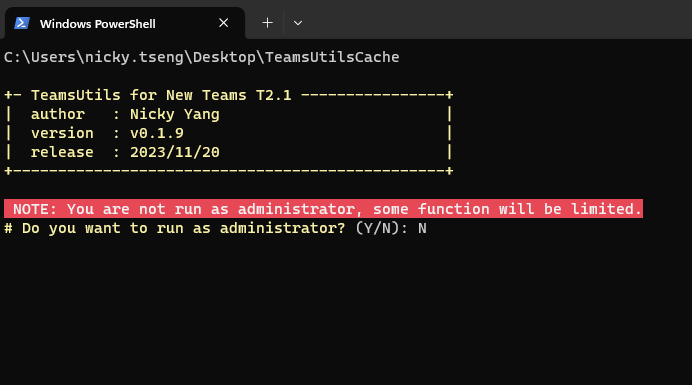 Windows PowerShell
C:\Users\nicky.tseng\Desktop\TeamsUtilsCache
+- TeamsUtils for New Teams T2.1 ----------------+
| author : Nicky Yang |
| version : v0.1.9 |
| release : 2023/11/20 |
+------------------------------------------------+
NOTE: You are not run as administrator, some function will be limited.
# Do you want to run as administrator? (Y/N): N